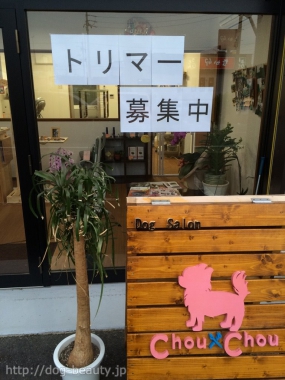 トリマー
募集中
Dog Salon
Chou×Chou
http://dog-beauty.jp